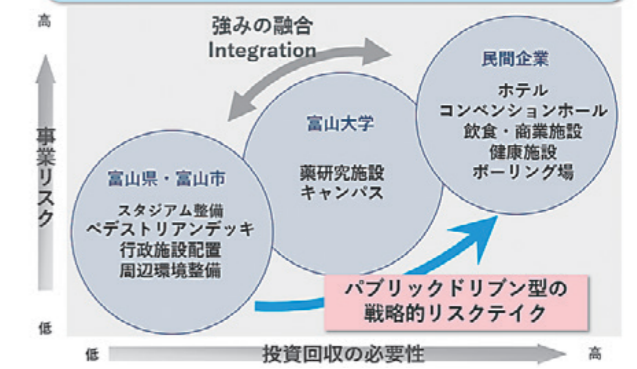 高
強みの融合
Integration
民間企業
ホテル
コンベンションホール
飲食・商業施設
健康施設
ボーリング場
富山大学
薬研究施設
キャンパス
事業リスク
富山県・富山市
スタジアム整備
ペデストリアンデッキ
行政施設配置
周辺環境整備
パブリックドリブン型の
戦略的リスクテイク
低
低
投資回収の必要性
高